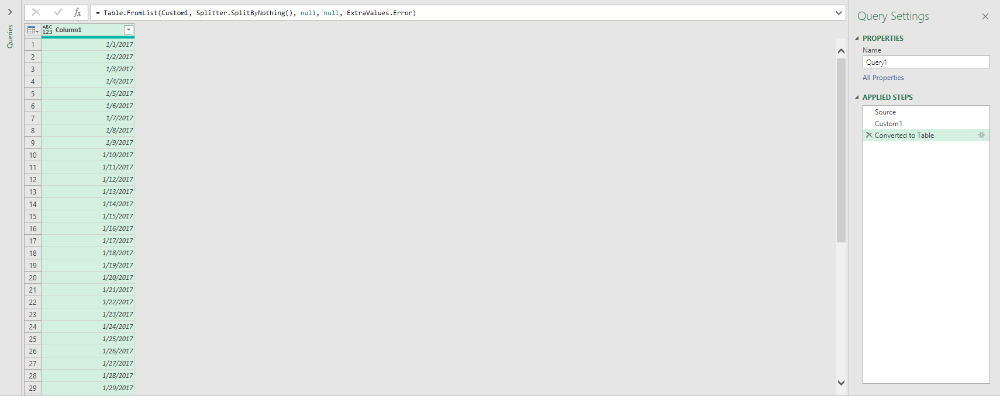 Queries
fx
= Table.FromList(Custom1, Splitter.SplitByNothing(), null, null, ExtraValues.Error)
ABC
123
Column1
1 1/1/2017
2 1/2/2017
3 1/3/2017
4 1/4/2017
5 1/5/2017
6 1/6/2017
7 1/7/2017
8 1/8/2017
9 1/9/2017
10 1/10/2017
11 1/11/2017
12 1/12/2017
13 1/13/2017
14 1/14/2017
15 1/15/2017
16 1/16/2017
17 1/17/2017
18 1/18/2017
19 1/19/2017
20 1/20/2017
21 1/21/2017
22 1/22/2017
23 1/23/2017
24 1/24/2017
25 1/25/2017
26 1/26/2017
27 1/27/2017
28 1/28/2017
29 1/29/2017
Query Settings
PROPERTIES
Name
Query1
All Properties
APPLIED STEPS
Source
Custom1
Converted to Table